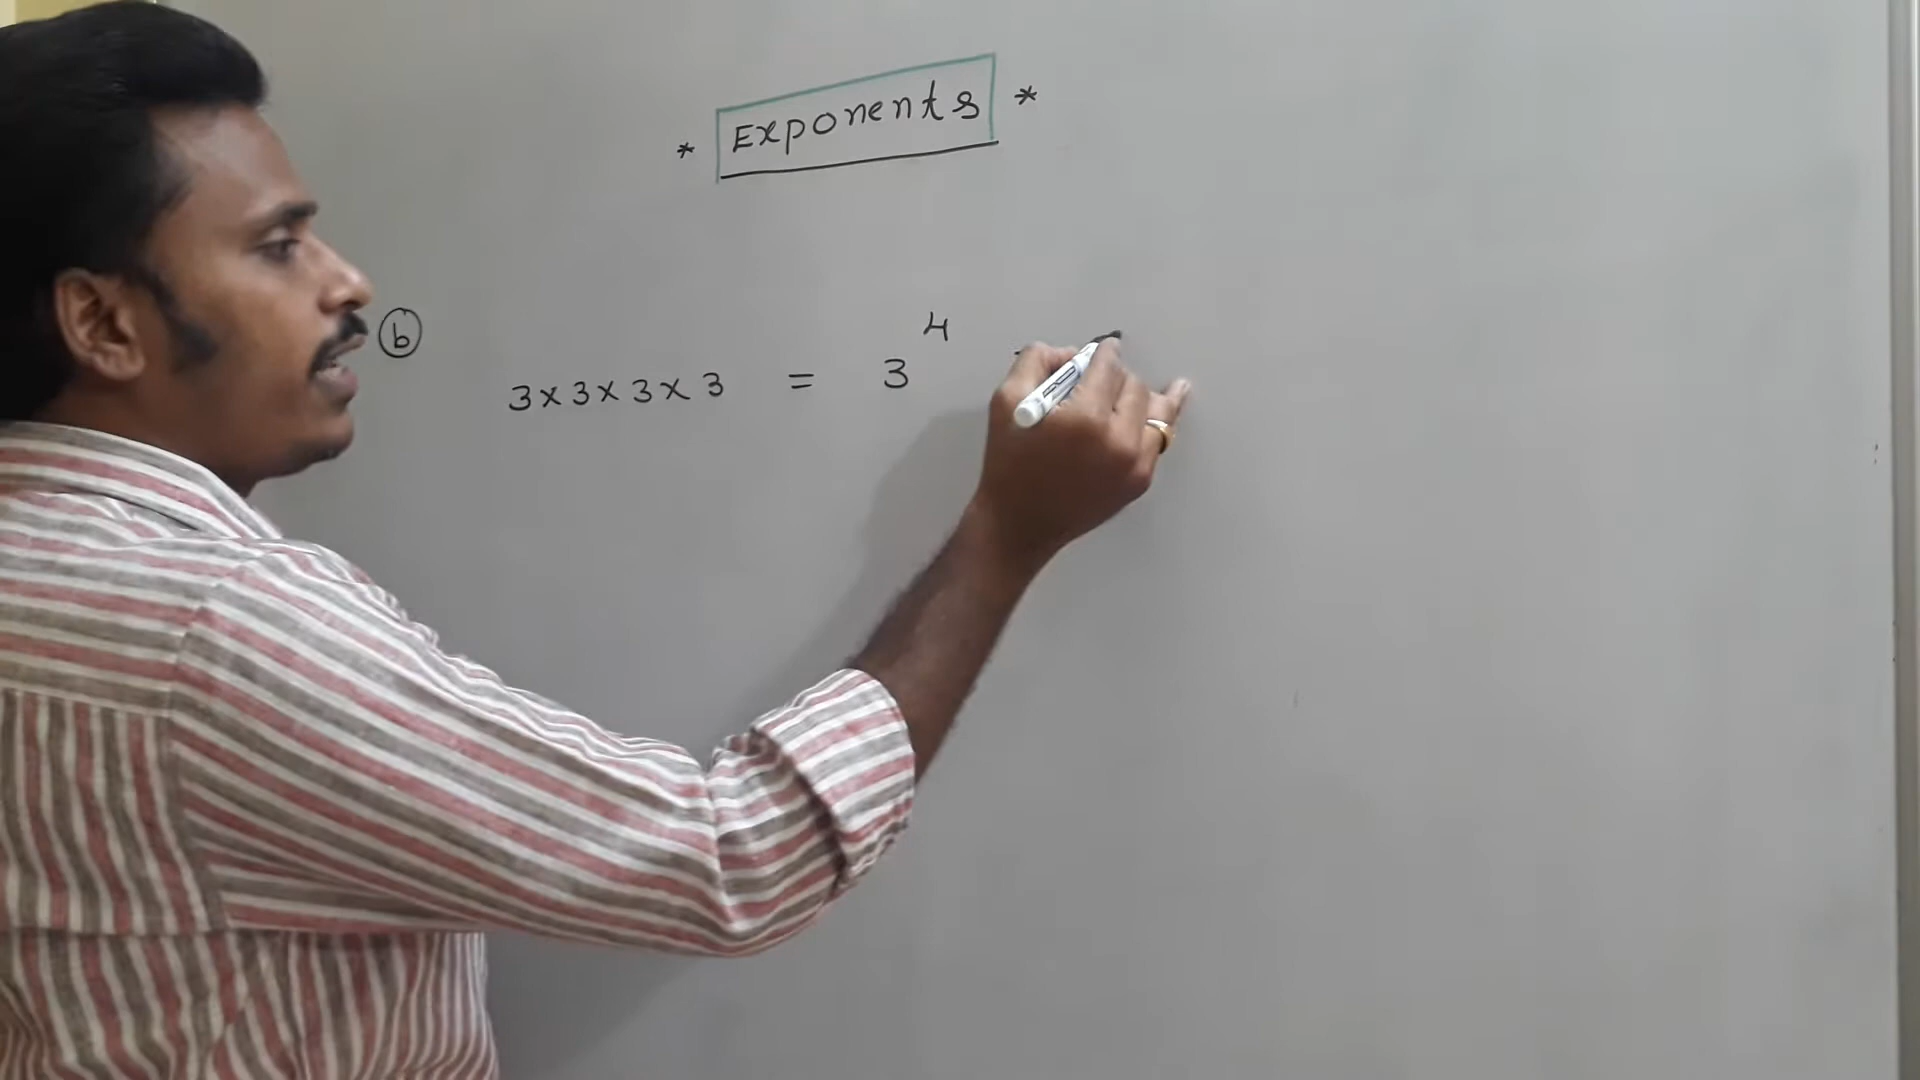 * Exponents *
b
3×3×3×3 = 3⁴